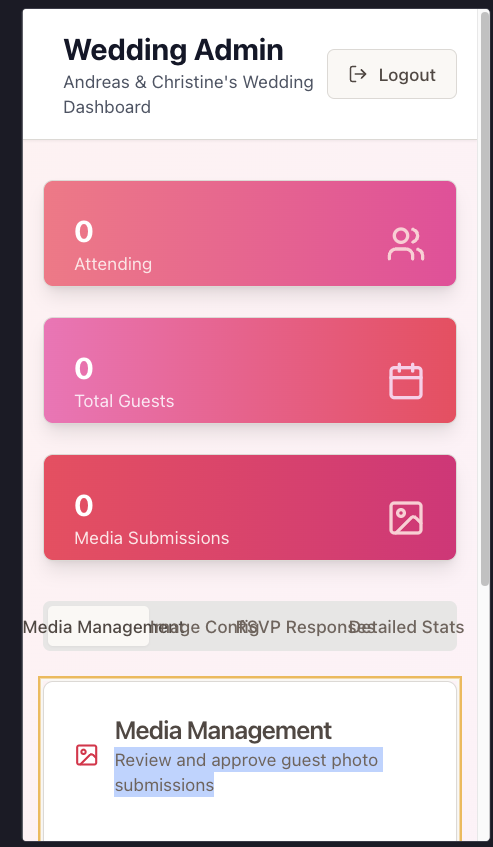 Wedding Admin
Andreas & Christine's Wedding
Dashboard
Logout
0
Attending
0
Total Guests
0
Media Submissions
Media Management Image Config RSVP Responses Detailed Stats
Media Management
Review and approve guest photo
submissions